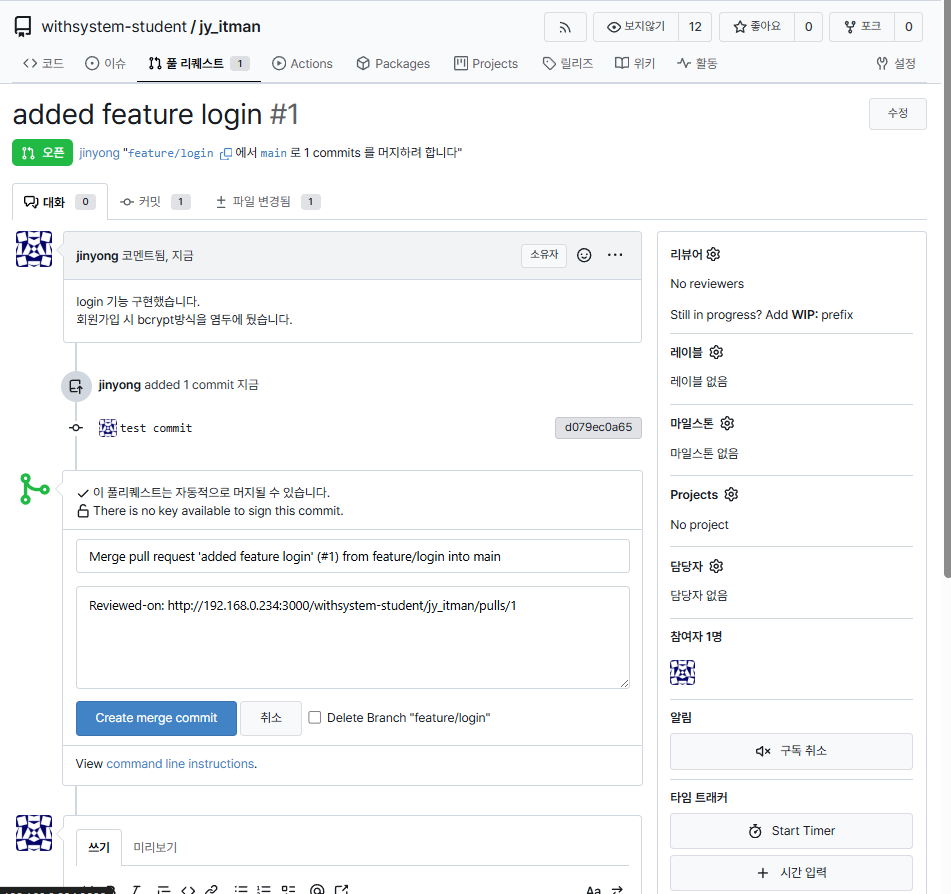 withsystem-student / jy_itman
보지않기 12
좋아요 0
포크 0
코드
이슈
풀 리퀘스트 1
Actions
Packages
Projects
릴리즈
위키
활동
설정
added feature login #1
수정
오픈
jinyong "feature/login 에서 main 로 1 commits 를 머지하려 합니다"
대화 0
커밋 1
파일 변경됨 1
jinyong 코멘트됨, 지금
소유자
login 기능 구현했습니다.
회원가입 시 bcrypt방식을 염두에 뒀습니다.
jinyong added 1 commit 지금
test commit
d079ec0a65
이 풀리퀘스트는 자동적으로 머지될 수 있습니다.
There is no key available to sign this commit.
Merge pull request 'added feature login' (#1) from feature/login into main
Reviewed-on: http://192.168.0.234:3000/withsystem-student/jy_itman/pulls/1
Create merge commit
취소
Delete Branch "feature/login"
View command line instructions.
쓰기
미리보기
Aa
리뷰어
No reviewers
Still in progress? Add WIP: prefix
레이블
레이블 없음
마일스톤
마일스톤 없음
Projects
No project
담당자
담당자 없음
참여자 1명
알림
구독 취소
타임 트래커
Start Timer
시간 입력